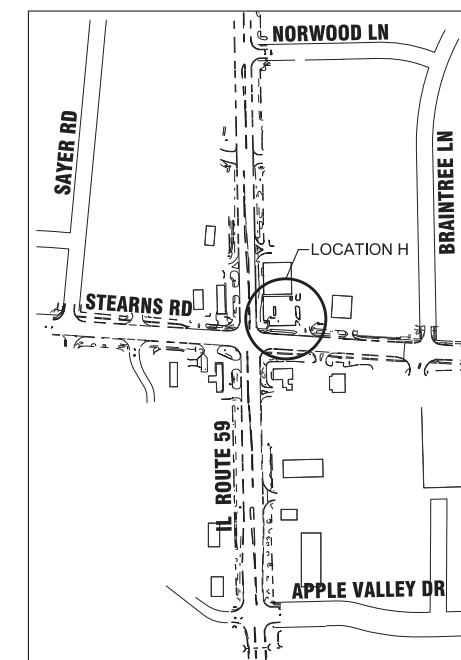 NORWOOD LN
SAYER RD
BRAINTREE LN
LOCATION H
STEARNS RD
IL ROUTE 59
APPLE VALLEY DR